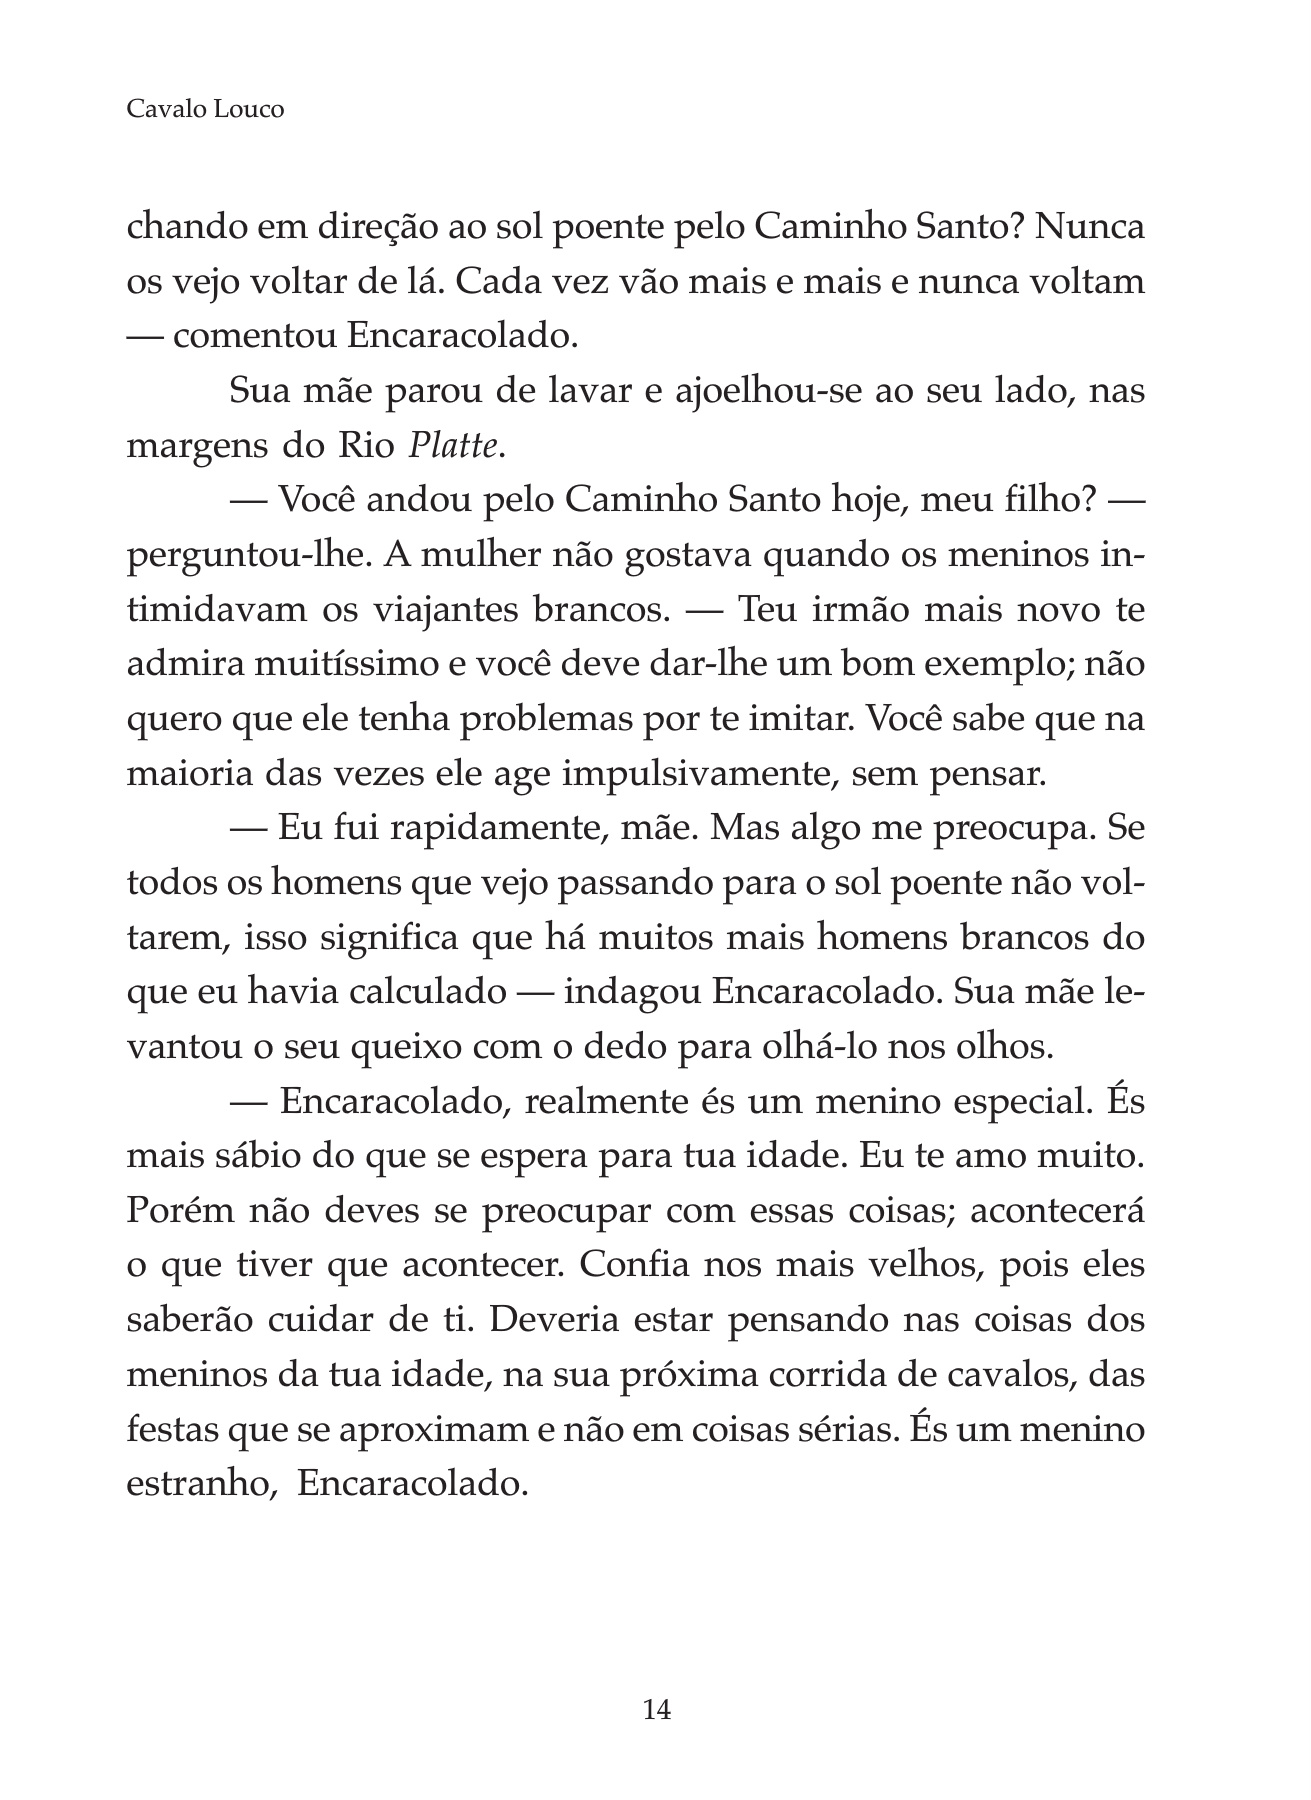 Cavalo Louco
chando em direção ao sol poente pelo Caminho Santo? Nunca
os vejo voltar de lá. Cada vez vão mais e mais e nunca voltam
— comentou Encaracolado.
Sua mãe parou de lavar e ajoelhou-se ao seu lado, nas
margens do Rio Platte.
— Você andou pelo Caminho Santo hoje, meu filho? —
perguntou-lhe. A mulher não gostava quando os meninos in-
timidavam os viajantes brancos. — Teu irmão mais novo te
admira muitíssimo e você deve dar-lhe um bom exemplo; não
quero que ele tenha problemas por te imitar. Você sabe que na
maioria das vezes ele age impulsivamente, sem pensar.
— Eu fui rapidamente, mãe. Mas algo me preocupa. Se
todos os homens que vejo passando para o sol poente não vol-
tarem, isso significa que há muitos mais homens brancos do
que eu havia calculado — indagou Encaracolado. Sua mãe le-
vantou o seu queixo com o dedo para olhá-lo nos olhos.
— Encaracolado, realmente és um menino especial. És
mais sábio do que se espera para tua idade. Eu te amo muito.
Porém não deves se preocupar com essas coisas; acontecerá
o que tiver que acontecer. Confia nos mais velhos, pois eles
saberão cuidar de ti. Deveria estar pensando nas coisas dos
meninos da tua idade, na sua próxima corrida de cavalos, das
festas que se aproximam e não em coisas sérias. És um menino
estranho, Encaracolado.
14